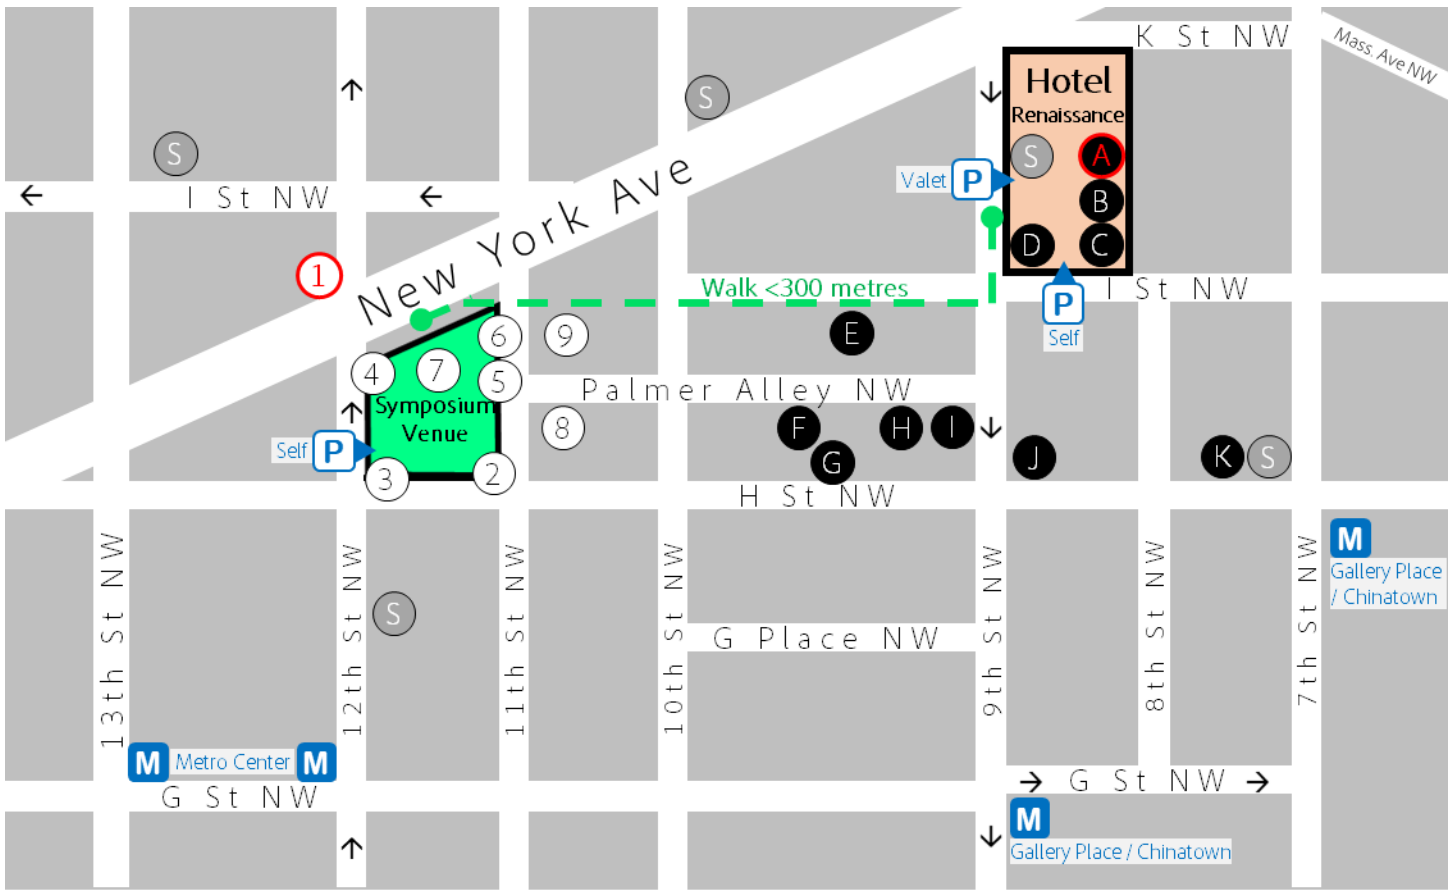 K St NW
Mass. Ave NW
Hotel
Renaissance
S
S
S
A
Valet P
B
I St NW
New York Ave
D
C
1
Walk <300 metres
I St NW
P
Self
6
9
E
4
7
5
Palmer Alley NW
Symposium
Venue
8
F
H
I
Self P
G
J
K
S
3
2
H St NW
M
Gallery Place
/ Chinatown
13th St NW
12th St NW
11th St NW
10th St NW
9th St NW
8th St NW
7th St NW
S
G Place NW
M Metro Center M
G St NW
G St NW
M
Gallery Place / Chinatown